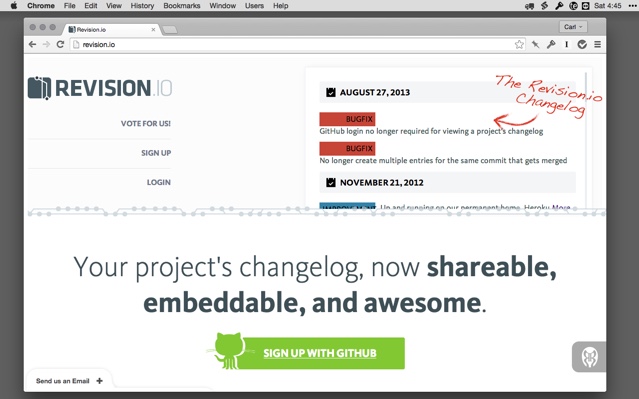 Chrome File Edit View History Bookmarks Window Users Help Sat 4:45
Revision.io
Carl
revision.io
REVISION.IO
VOTE FOR US!
SIGN UP
LOGIN
AUGUST 27, 2013
The Revision.io
Changelog
BUGFIX
GitHub login no longer required for viewing a project's changelog
BUGFIX
No longer create multiple entries for the same commit that gets merged
NOVEMBER 21, 2012
Up and running on our permanent home, Heroku More
Your project's changelog, now shareable,
embeddable, and awesome.
SIGN UP WITH GITHUB
Send us an Email